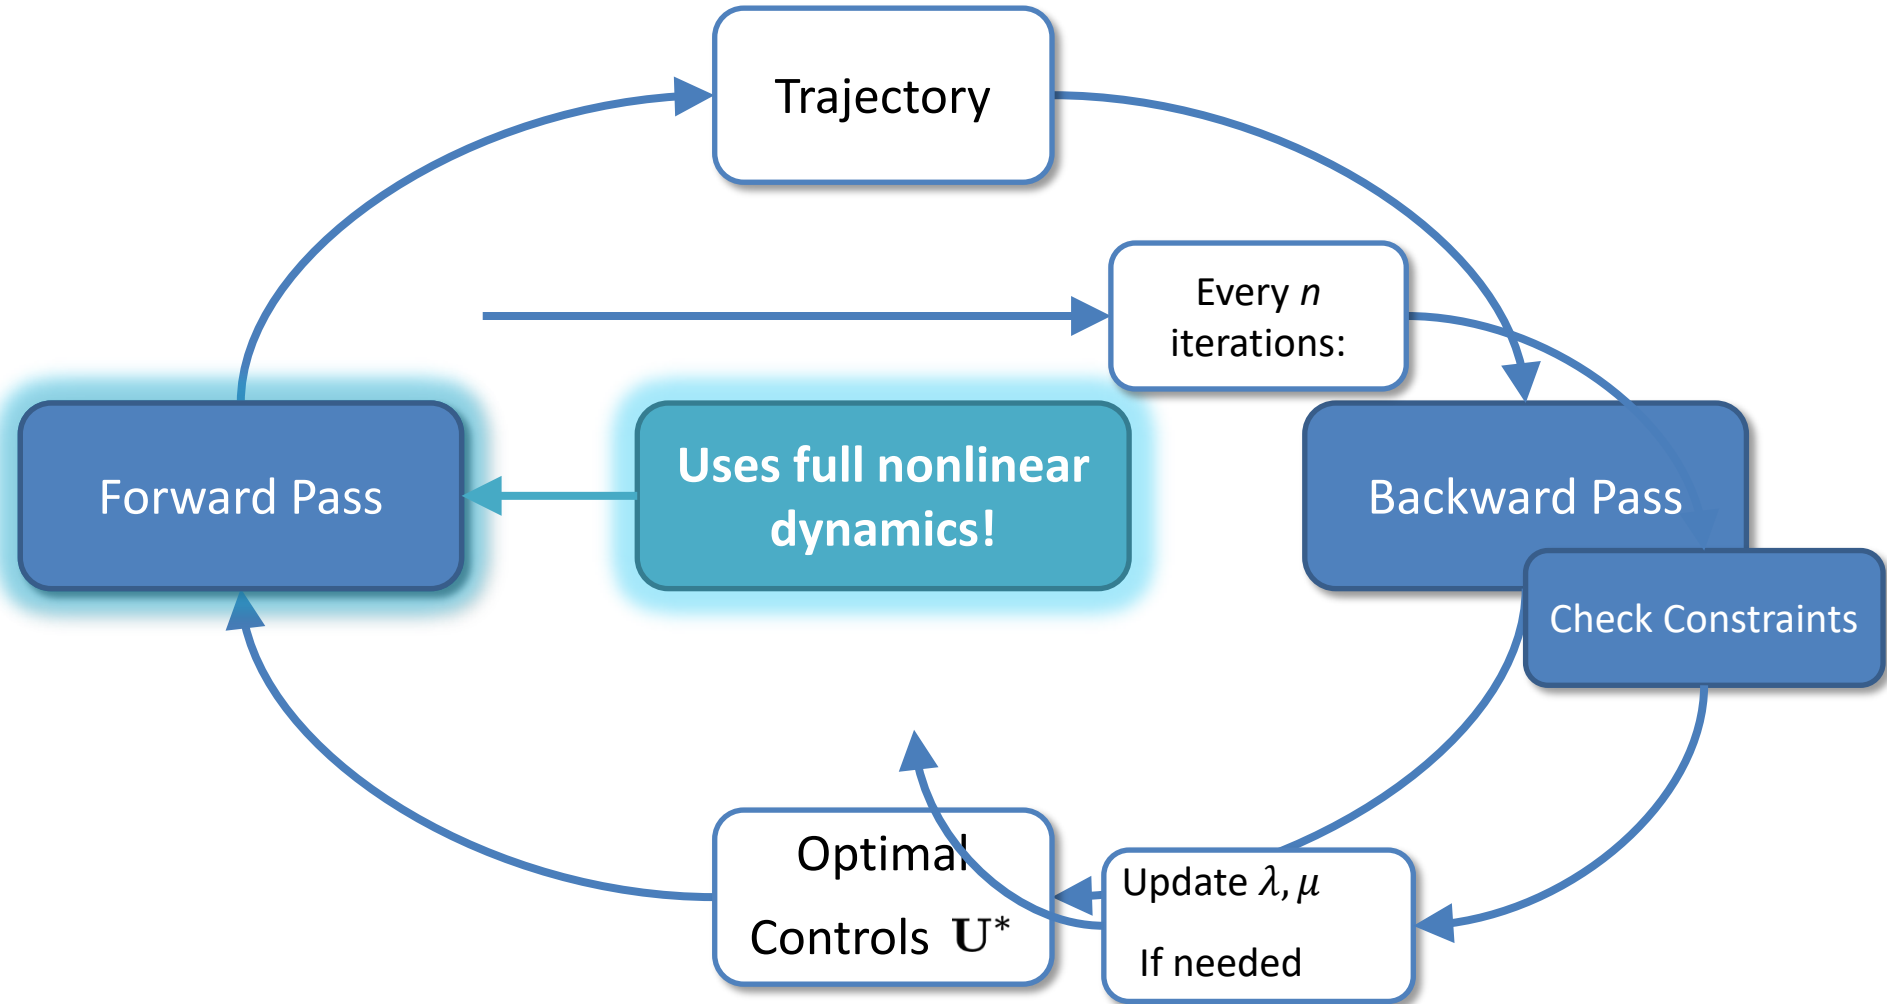 Trajectory
Every n
iterations:
Forward Pass
Uses full nonlinear
dynamics!
Backward Pass
Check Constraints
Optimal
Controls U*
Update λ, μ
If needed